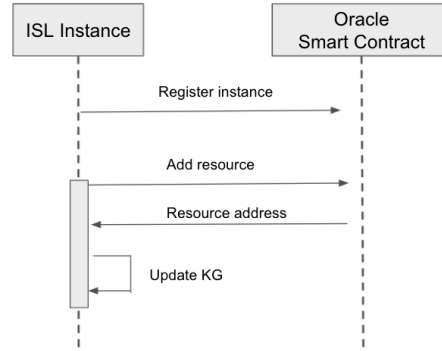 ISL Instance
Oracle
Smart Contract
Register instance
Add resource
Resource address
Update KG